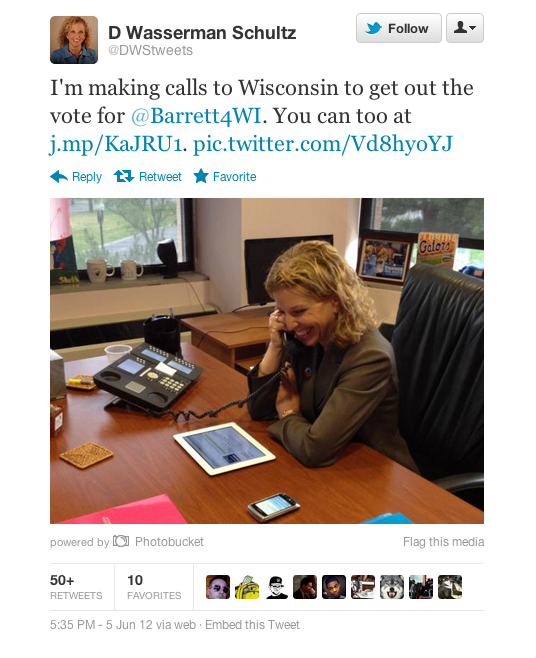 D Wasserman Schultz
@DWStweets
Follow
I'm making calls to Wisconsin to get out the
vote for @Barrett4WI. You can too at
j.mp/KaJRU1. pic.twitter.com/Vd8hyoYJ
Reply Retweet Favorite
Gators
powered by Photobucket
Flag this media
50+
RETWEETS
10
FAVORITES
5:35 PM - 5 Jun 12 via web · Embed this Tweet